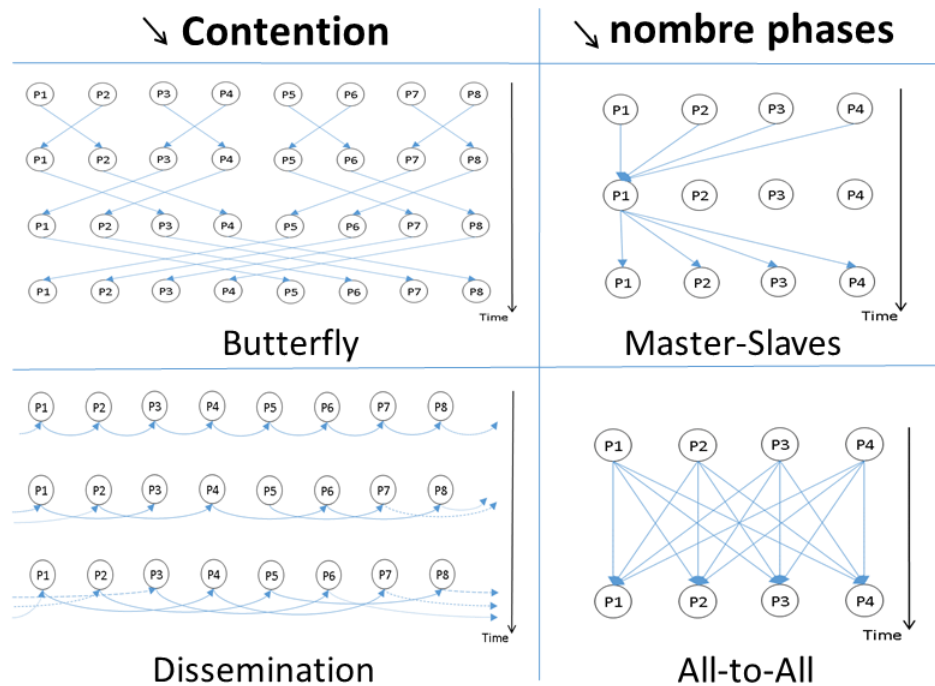 ↘ Contention
↘ nombre phases
P1 P2 P3 P4 P5 P6 P7 P8
P1 P2 P3 P4 P5 P6 P7 P8
P1 P2 P3 P4 P5 P6 P7 P8
P1 P2 P3 P4 P5 P6 P7 P8
Time
Butterfly
P1 P2 P3 P4
P1 P2 P3 P4
P1 P2 P3 P4
Time
Master-Slaves
P1 P2 P3 P4 P5 P6 P7 P8
P1 P2 P3 P4 P5 P6 P7 P8
P1 P2 P3 P4 P5 P6 P7 P8
Time
Dissemination
P1 P2 P3 P4
P1 P2 P3 P4
Time
All-to-All